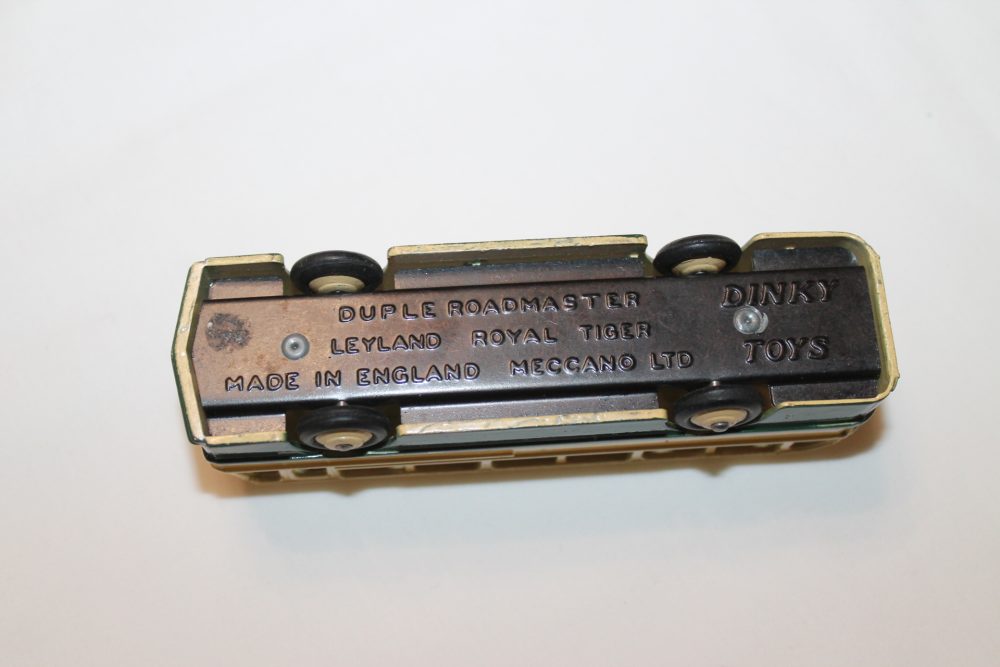 DUPLE ROADMASTER
LEYLAND ROYAL TIGER
MADE IN ENGLAND MECCANO LTD
DINKY
TOYS